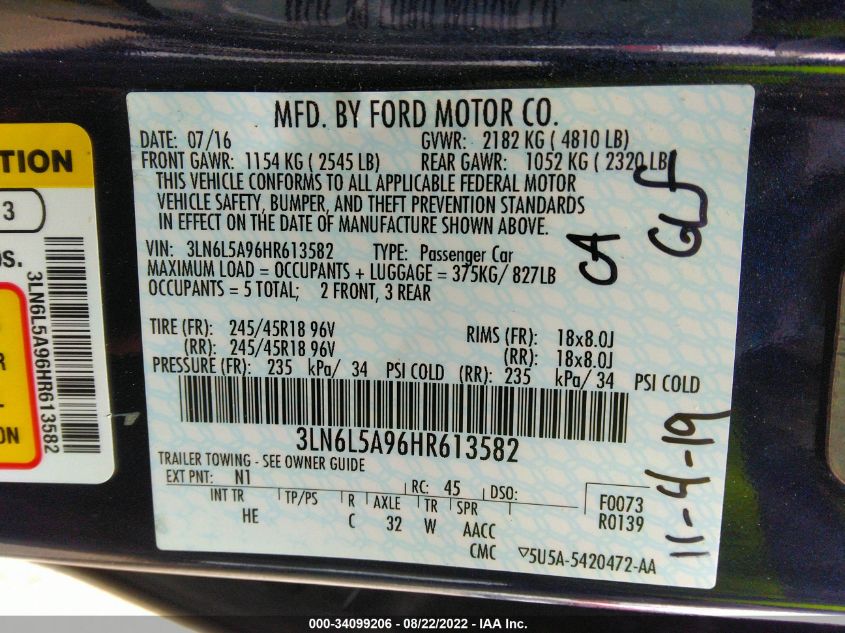 MFD. BY FORD MOTOR CO.
DATE: 07/16 GVWR: 2182 KG ( 4810 LB)
FRONT GAWR: 1154 KG ( 2545 LB) REAR GAWR: 1052 KG ( 2320 LB)
THIS VEHICLE CONFORMS TO ALL APPLICABLE FEDERAL MOTOR
VEHICLE SAFETY, BUMPER, AND THEFT PREVENTION STANDARDS
IN EFFECT ON THE DATE OF MANUFACTURE SHOWN ABOVE.
VIN: 3LN6L5A96HR613582 TYPE: Passenger Car
MAXIMUM LOAD = OCCUPANTS + LUGGAGE = 375KG/ 827LB
OCCUPANTS = 5 TOTAL; 2 FRONT, 3 REAR
CA
TIRE (FR): 245/45R18 96V RIMS (FR): 18x8.0J
(RR): 245/45R18 96V (RR): 18x8.0J
PRESSURE (FR): 235 kPa/ 34 PSI COLD (RR): 235 kPa/ 34 PSI COLD
3LN6L5A96HR613582
TRAILER TOWING - SEE OWNER GUIDE
EXT PNT: N1 RC: 45 DSO: F0073
INT TR TP/PS R AXLE TR SPR R0139
HE C 32 W AACC
CMC ▽5U5A-5420472-AA
11-4-19
TION
3
OS.
R
L
ON
3LN6L5A96HR613582
000-34099206 - 08/22/2022 - IAA Inc.